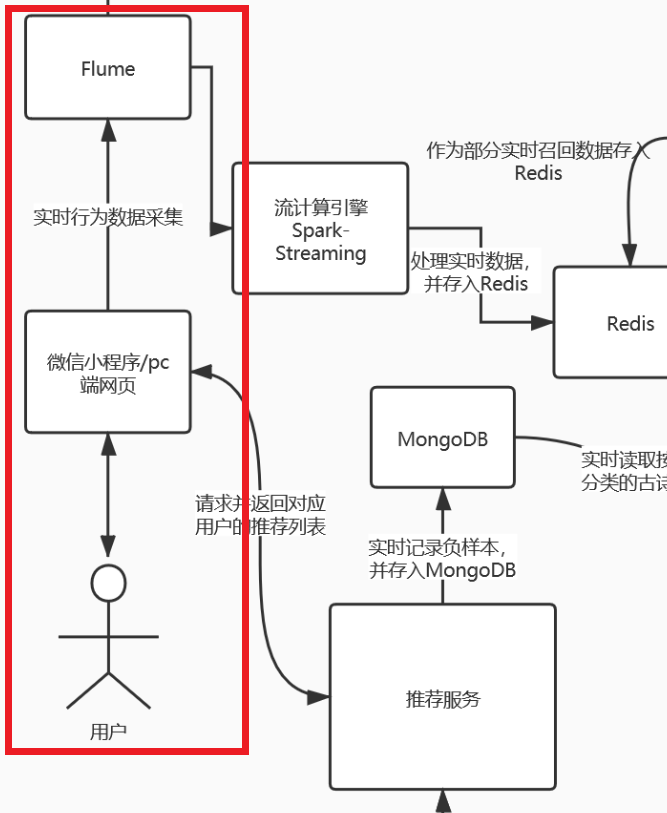 Flume
作为部分实时召回数据存入
Redis
实时行为数据采集
流计算引擎
Spark-
Streaming
处理实时数据，
并存入Redis
Redis
微信小程序/pc
端网页
MongoDB
实时读取按
分类的古诗
请求并返回对应
用户的推荐列表
实时记录负样本，
并存入MongoDB
推荐服务
用户